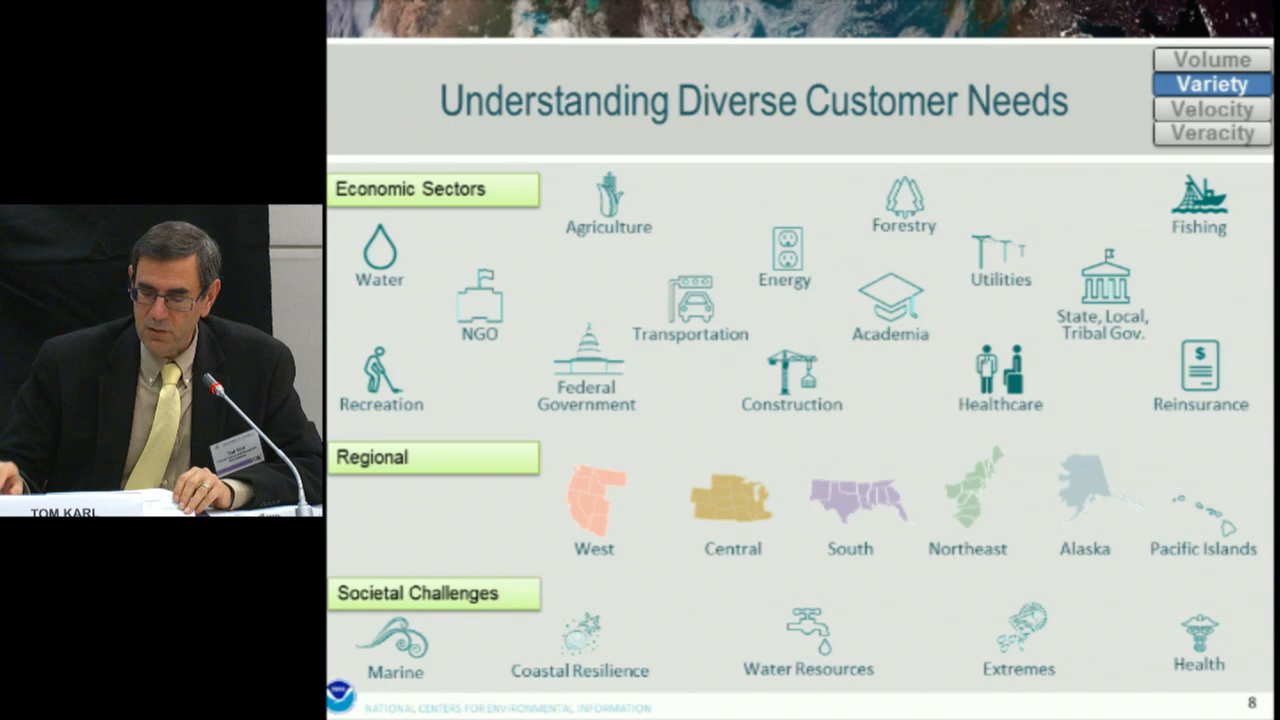 Understanding Diverse Customer Needs
Volume
Variety
Velocity
Veracity
Economic Sectors
Agriculture
Forestry
Fishing
Water
Energy
Utilities
NGO
Transportation
Academia
State, Local,
Tribal Gov.
Recreation
Federal
Government
Construction
Healthcare
$
Reinsurance
Regional
West
Central
South
Northeast
Alaska
Pacific Islands
Societal Challenges
Marine
Coastal Resilience
Water Resources
Extremes
Health
NATIONAL CENTERS FOR ENVIRONMENTAL INFORMATION
8
TOM KARL